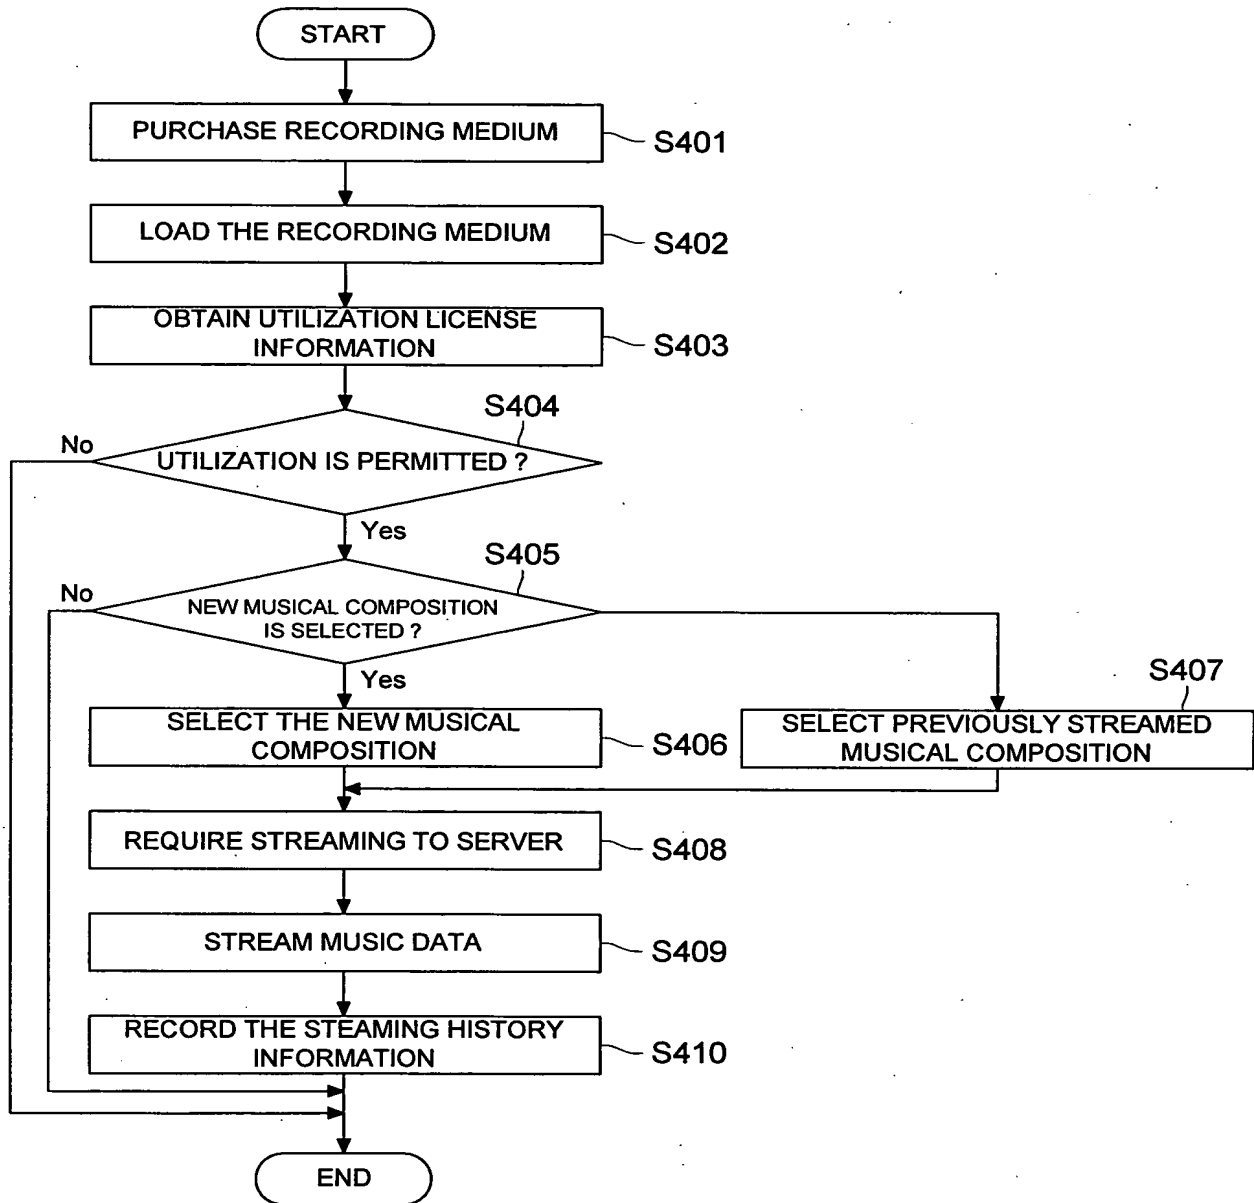 START
PURCHASE RECORDING MEDIUM
S401
LOAD THE RECORDING MEDIUM
S402
OBTAIN UTILIZATION LICENSE
INFORMATION
S403
S404
No
UTILIZATION IS PERMITTED ?
Yes
S405
No
NEW MUSICAL COMPOSITION
IS SELECTED ?
Yes
S407
SELECT THE NEW MUSICAL
COMPOSITION
S406
SELECT PREVIOUSLY STREAMED
MUSICAL COMPOSITION
REQUIRE STREAMING TO SERVER
S408
STREAM MUSIC DATA
S409
RECORD THE STEAMING HISTORY
INFORMATION
S410
END